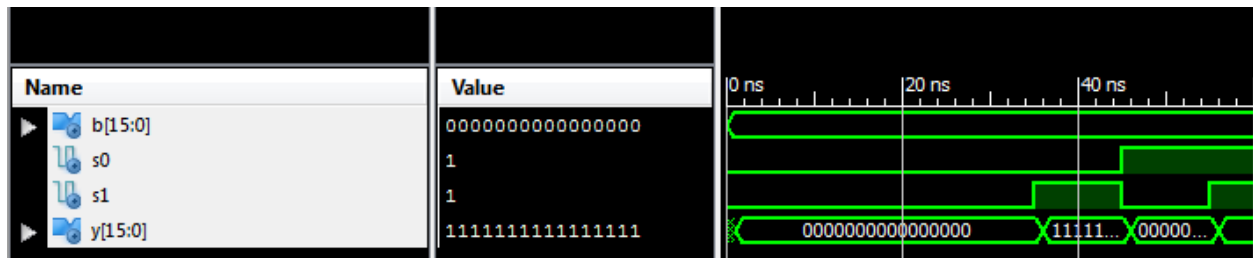 Name Value 0 ns 20 ns 40 ns
b[15:0] 0000000000000000
s0 1
s1 1
y[15:0] 1111111111111111 0000000000000000 11111... 00000...